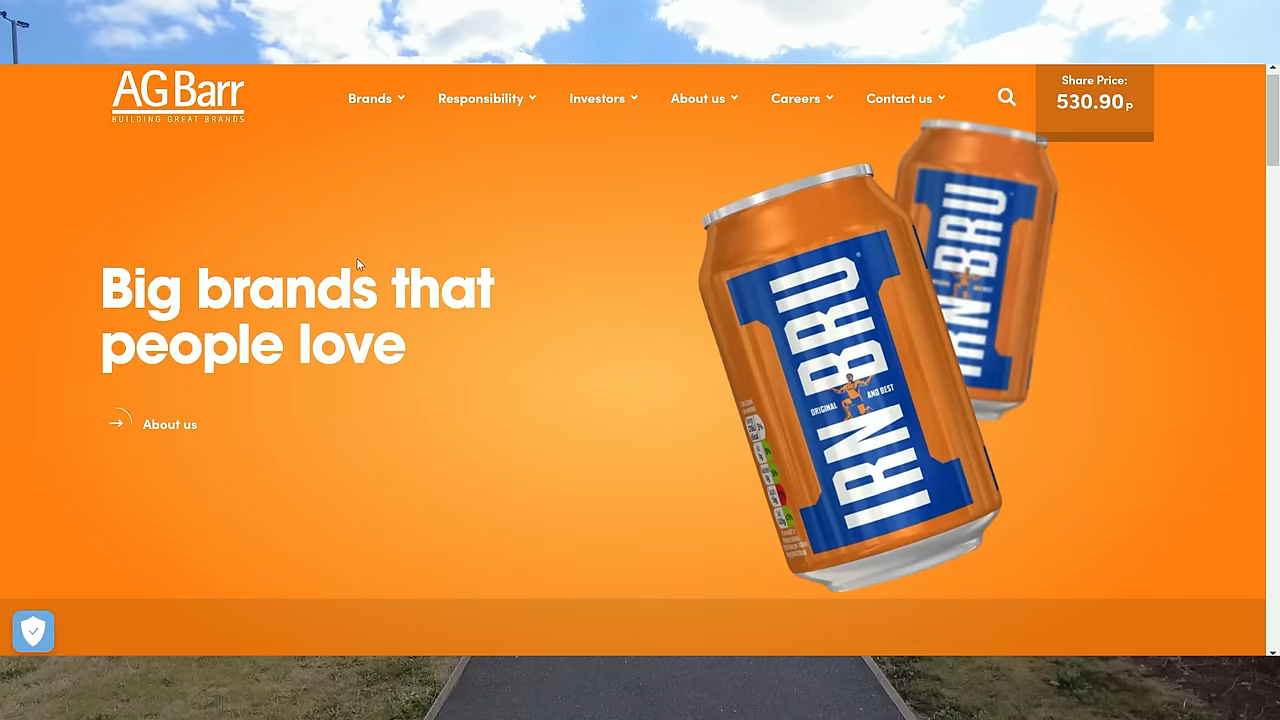 AG Barr
BUILDING GREAT BRANDS
Brands
Responsibility
Investors
About us
Careers
Contact us
Share Price:
530.90p
Big brands that
people love
About us
IRN-BRU
ORIGINAL AND BEST
IRN-BRU